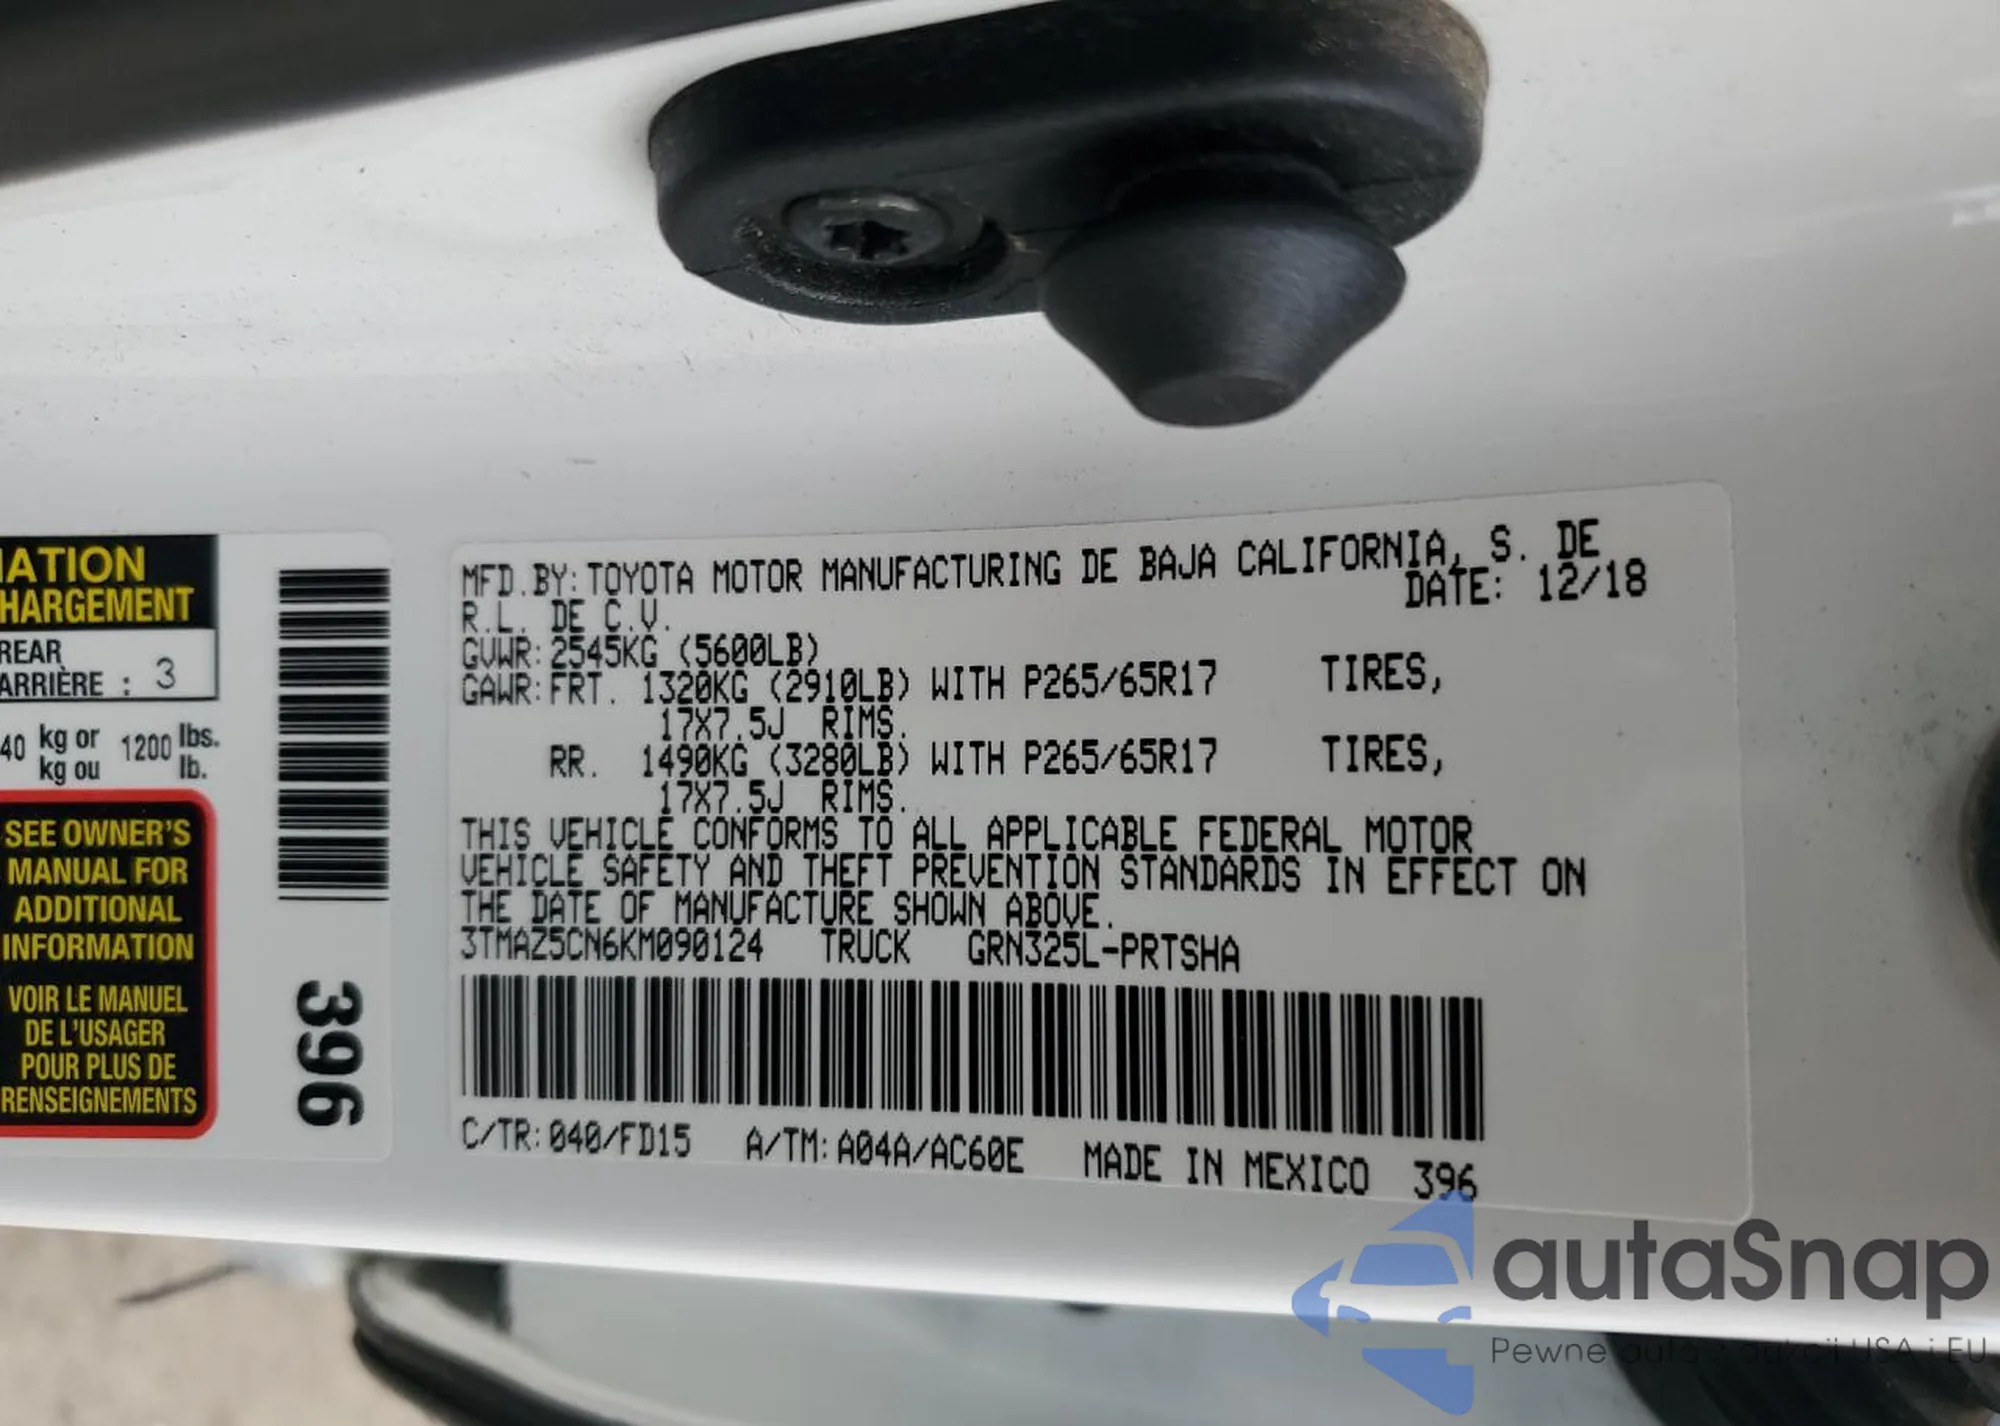 IATION
HARGEMENT
REAR
ARRIÈRE : 3
40 kg or 1200 lbs.
kg ou lb.
SEE OWNER'S
MANUAL FOR
ADDITIONAL
INFORMATION
VOIR LE MANUEL
DE L'USAGER
POUR PLUS DE
RENSEIGNEMENTS
396
MFD.BY:TOYOTA MOTOR MANUFACTURING DE BAJA CALIFORNIA, S. DE
R.L. DE C.V. DATE: 12/18
GVWR:2545KG (5600LB)
GAWR:FRT. 1320KG (2910LB) WITH P265/65R17 TIRES,
17X7.5J RIMS.
RR. 1490KG (3280LB) WITH P265/65R17 TIRES,
17X7.5J RIMS.
THIS VEHICLE CONFORMS TO ALL APPLICABLE FEDERAL MOTOR
VEHICLE SAFETY AND THEFT PREVENTION STANDARDS IN EFFECT ON
THE DATE OF MANUFACTURE SHOWN ABOVE.
3TMAZ5CN6KM090124 TRUCK GRN325L-PRTSHA
C/TR:040/FD15 A/TM:A04A/AC60E MADE IN MEXICO 396
autaSnap
Pewne auta z aukcji USA i EU